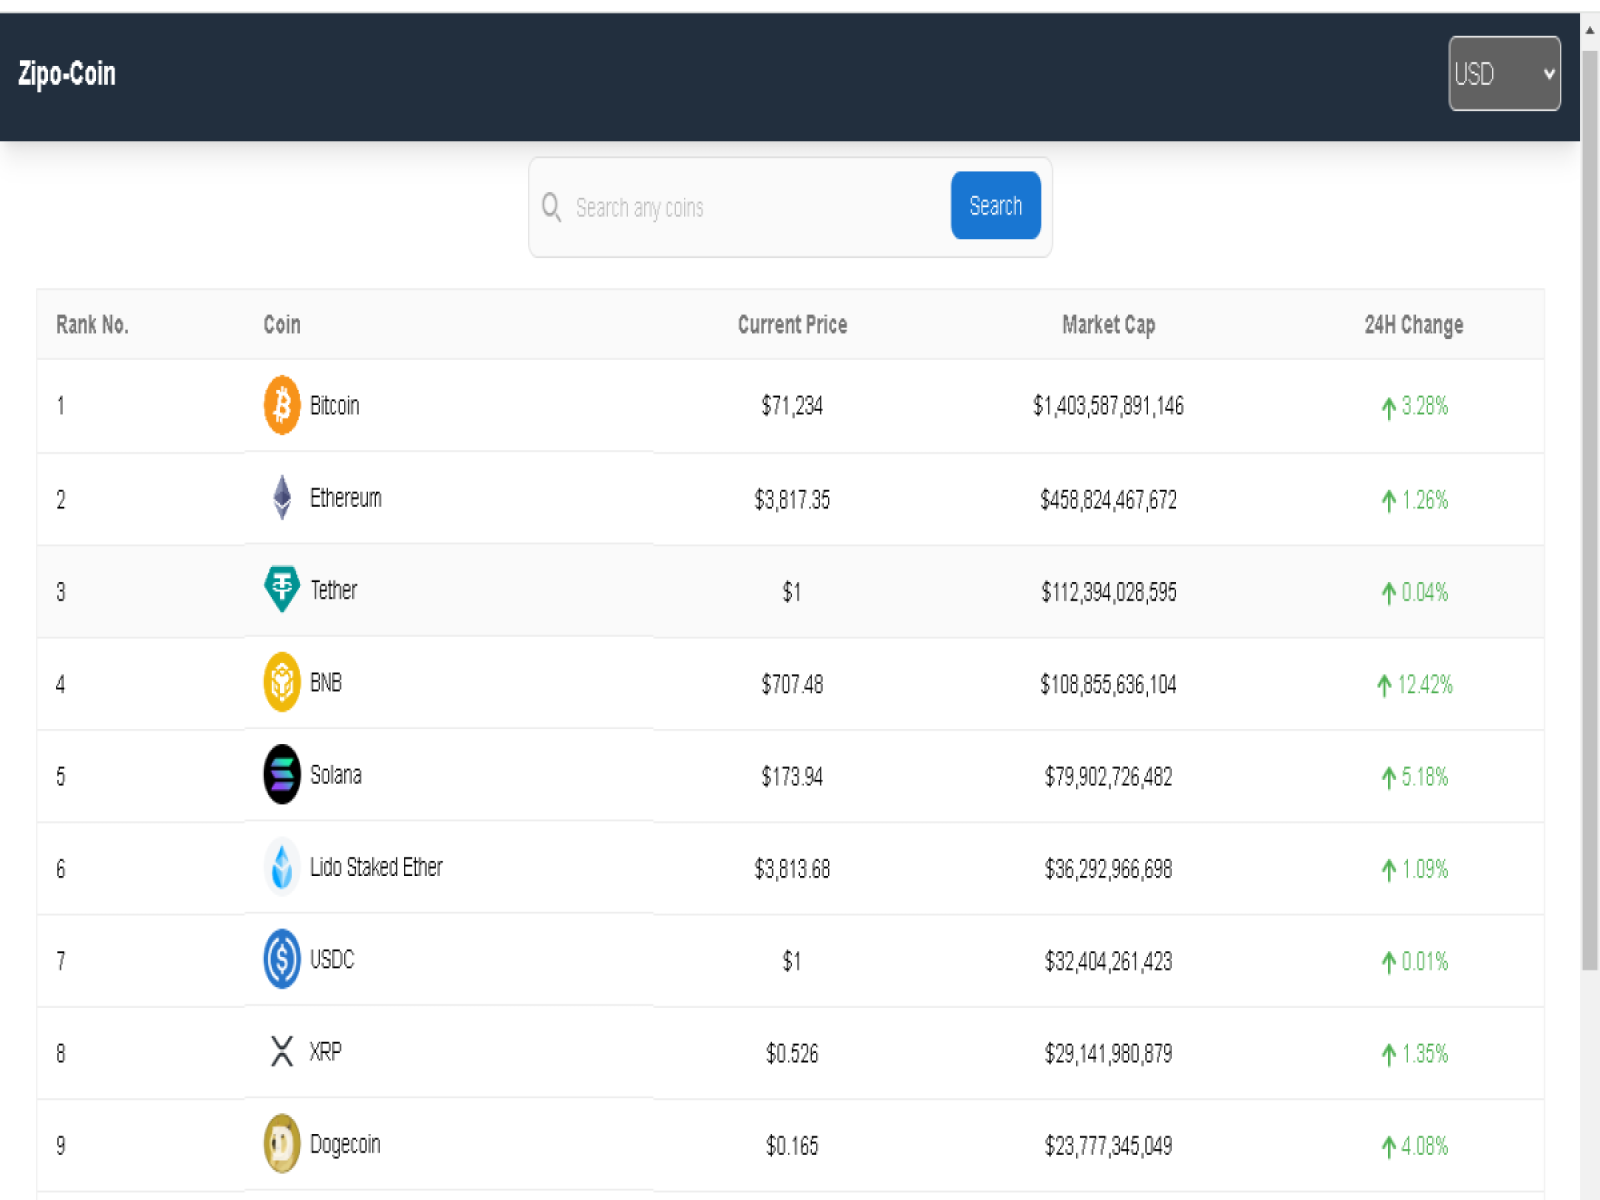 Zipo-Coin USD
Search any coins Search
Rank No. Coin Current Price Market Cap 24H Change
1 Bitcoin $71,234 $1,403,587,891,146 3.28%
2 Ethereum $3,817.35 $458,824,467,672 1.26%
3 Tether $1 $112,394,028,595 0.04%
4 BNB $707.48 $108,855,636,104 12.42%
5 Solana $173.94 $79,902,726,482 5.18%
6 Lido Staked Ether $3,813.68 $36,292,966,698 1.09%
7 USDC $1 $32,404,261,423 0.01%
8 XRP $0.526 $29,141,980,879 1.35%
9 Dogecoin $0.165 $23,777,345,049 4.08%